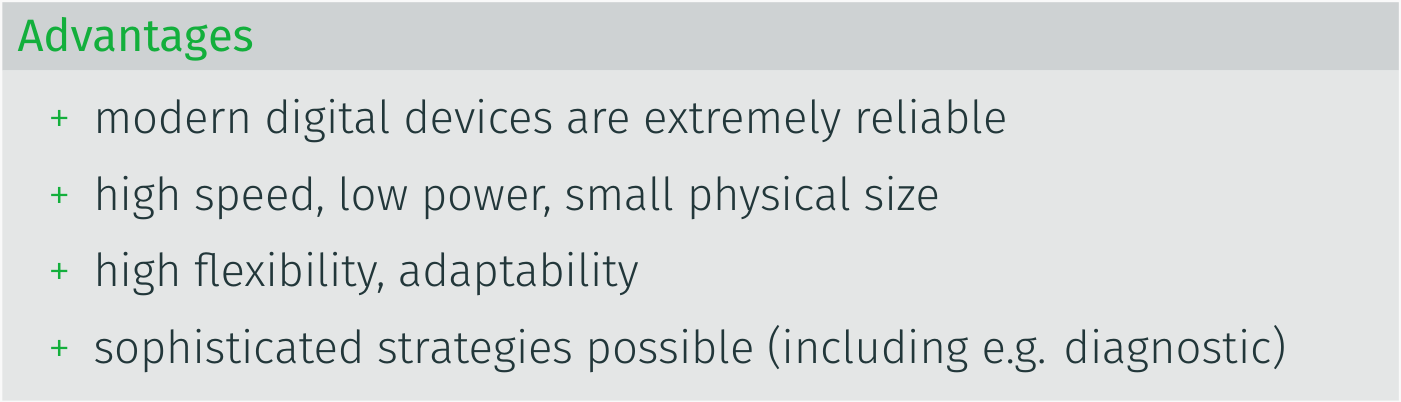 Advantages
+ modern digital devices are extremely reliable
+ high speed, low power, small physical size
+ high flexibility, adaptability
+ sophisticated strategies possible (including e.g. diagnostic)